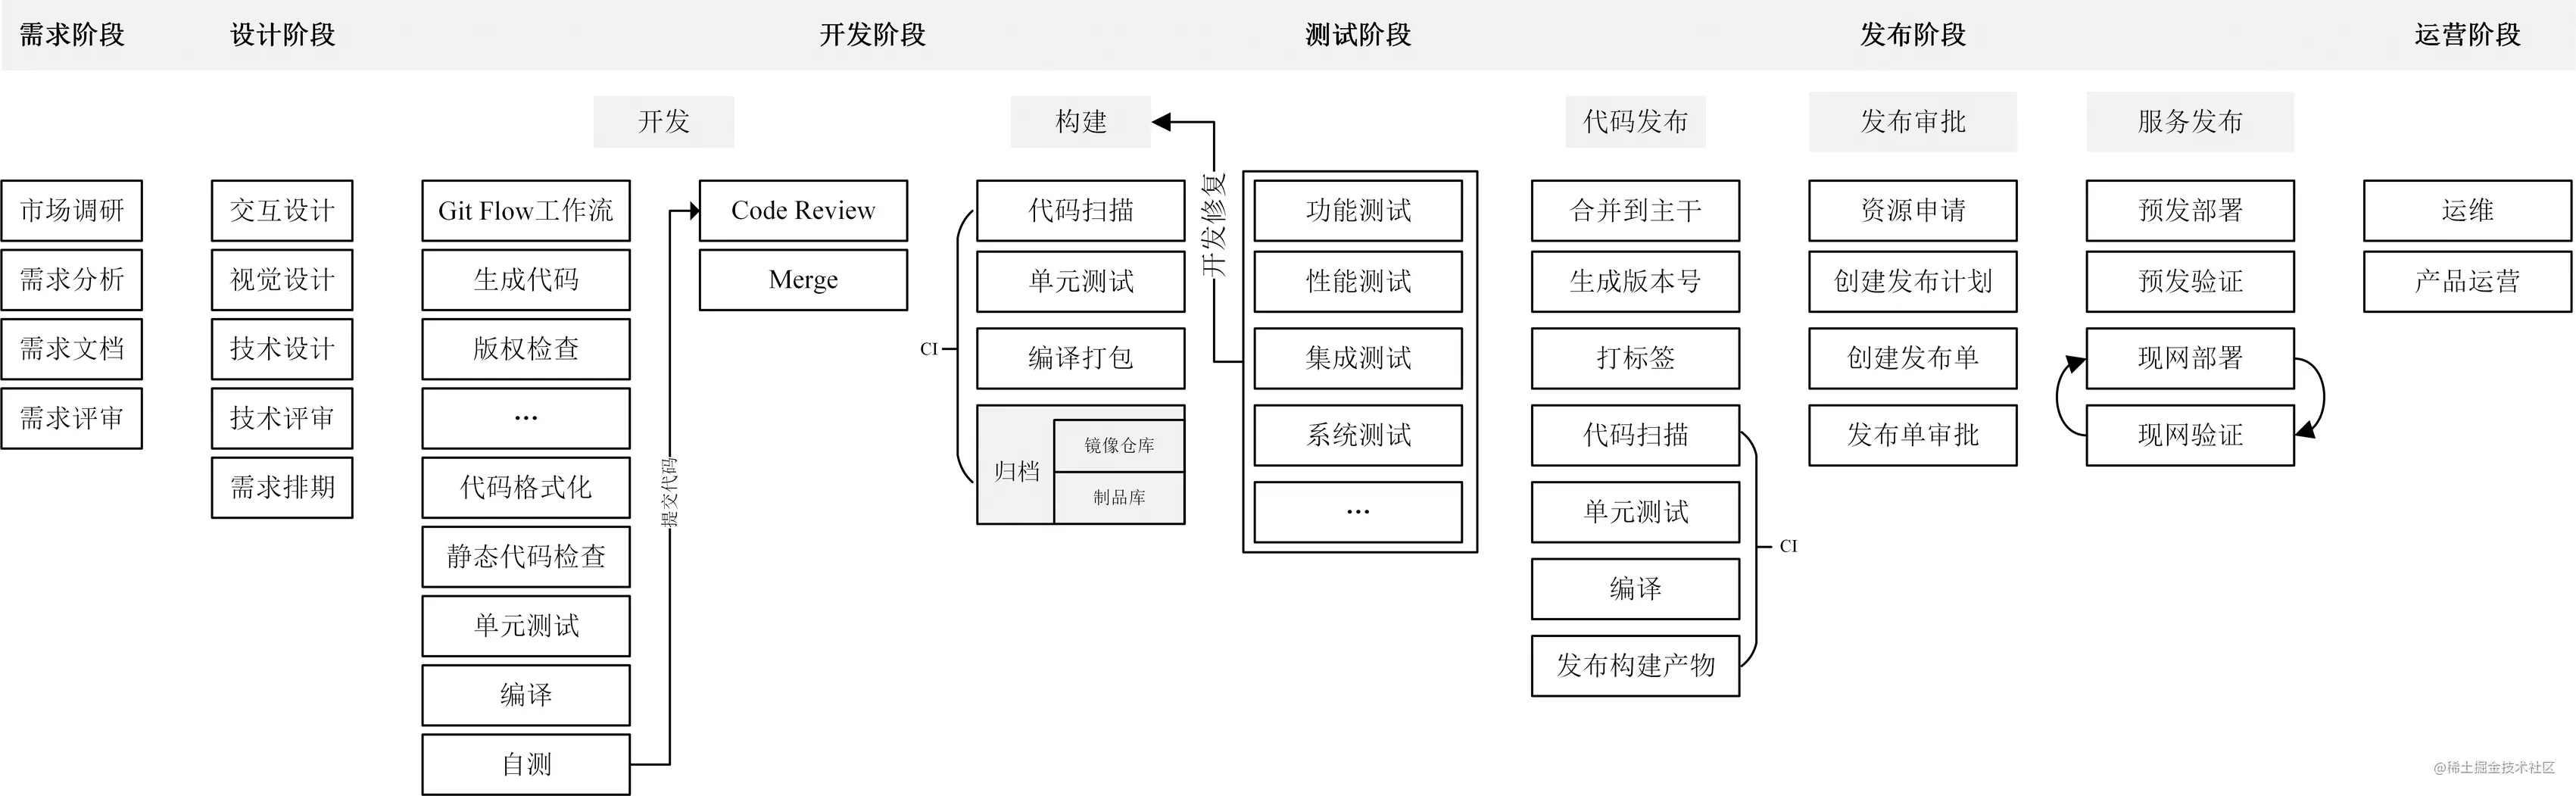 需求阶段
设计阶段
开发阶段
测试阶段
发布阶段
运营阶段
市场调研
需求分析
需求文档
需求评审
交互设计
视觉设计
技术设计
技术评审
需求排期
开发
Git Flow工作流
生成代码
版权检查
...
代码格式化
静态代码检查
单元测试
编译
自测
提交代码
Code Review
Merge
构建
CI
代码扫描
单元测试
编译打包
归档
镜像仓库
制品库
开发修复
功能测试
性能测试
集成测试
系统测试
...
代码发布
合并到主干
生成版本号
打标签
代码扫描
单元测试
编译
发布构建产物
CI
发布审批
资源申请
创建发布计划
创建发布单
发布单审批
服务发布
预发部署
预发验证
现网部署
现网验证
运维
产品运营
@稀土掘金技术社区